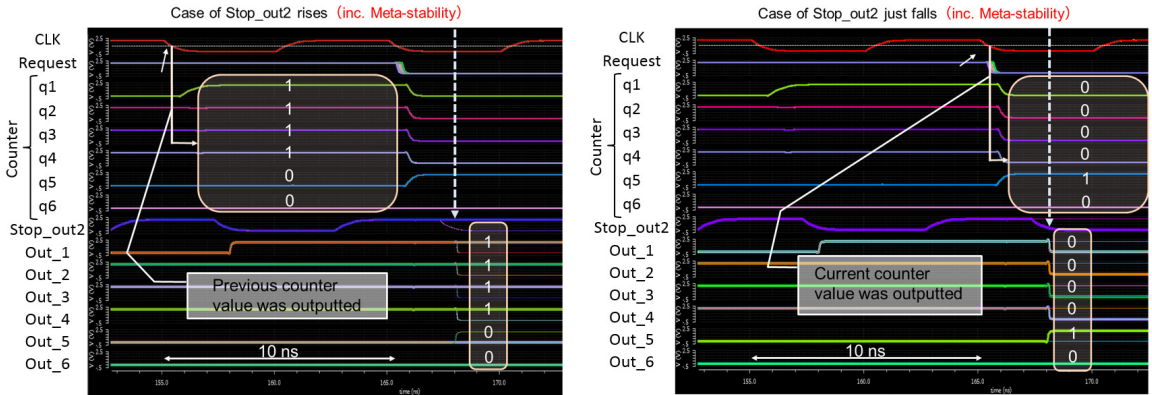 Case of Stop_out2 rises (inc. Meta-stability)
CLK
Request
Counter
q1
q2
q3
q4
q5
q6
Stop_out2
Out_1
Out_2
Out_3
Out_4
Out_5
Out_6
1
1
1
1
0
0
1
1
1
1
0
0
Previous counter
value was outputted
10 ns
155.0
160.0
165.0
170.0
time (ns)
Case of Stop_out2 just falls (inc. Meta-stability)
CLK
Request
Counter
q1
q2
q3
q4
q5
q6
Stop_out2
Out_1
Out_2
Out_3
Out_4
Out_5
Out_6
0
0
0
0
1
0
0
0
0
0
1
0
Current counter
value was outputted
10 ns
155.0
160.0
165.0
170.0
time (ns)